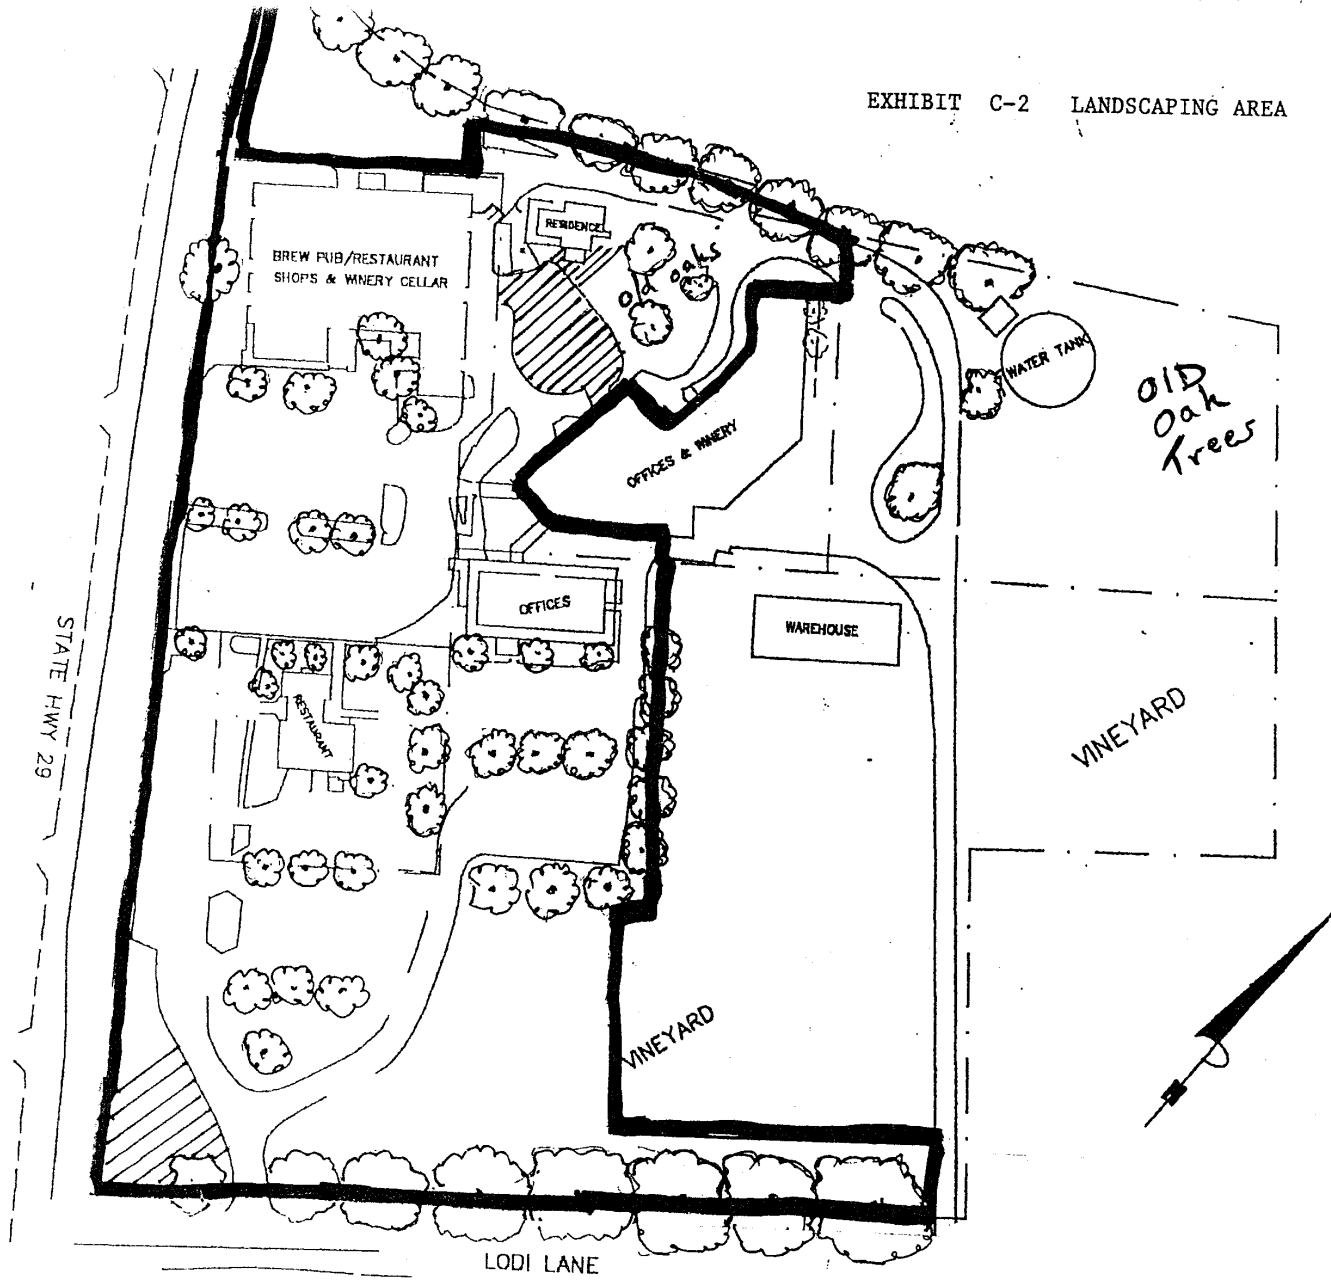 EXHIBIT C-2 LANDSCAPING AREA
RESIDENCE
BREW PUB/RESTAURANT
SHOPS & WINERY CELLAR
Old oaks
WATER TANK
OlD
Oak
Trees
OFFICES & WINERY
OFFICES
WAREHOUSE
STATE HWY 29
RESTAURANT
VINEYARD
VINEYARD
LODI LANE